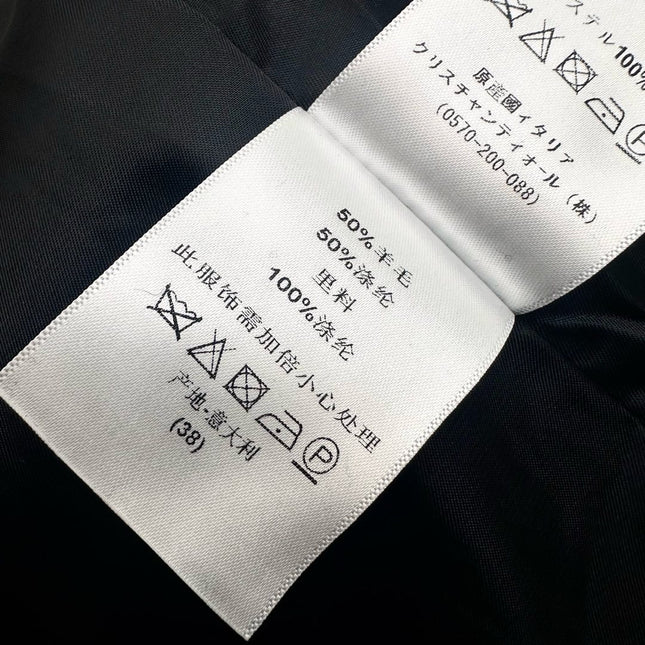 50%羊毛
50%涤纶
里料
100%涤纶
此服饰需加倍小心处理
P
产地-意大利
(38)
ステル100%
P
原産國イタリア
クリスチャンディオール（株）
(0570-200-088)